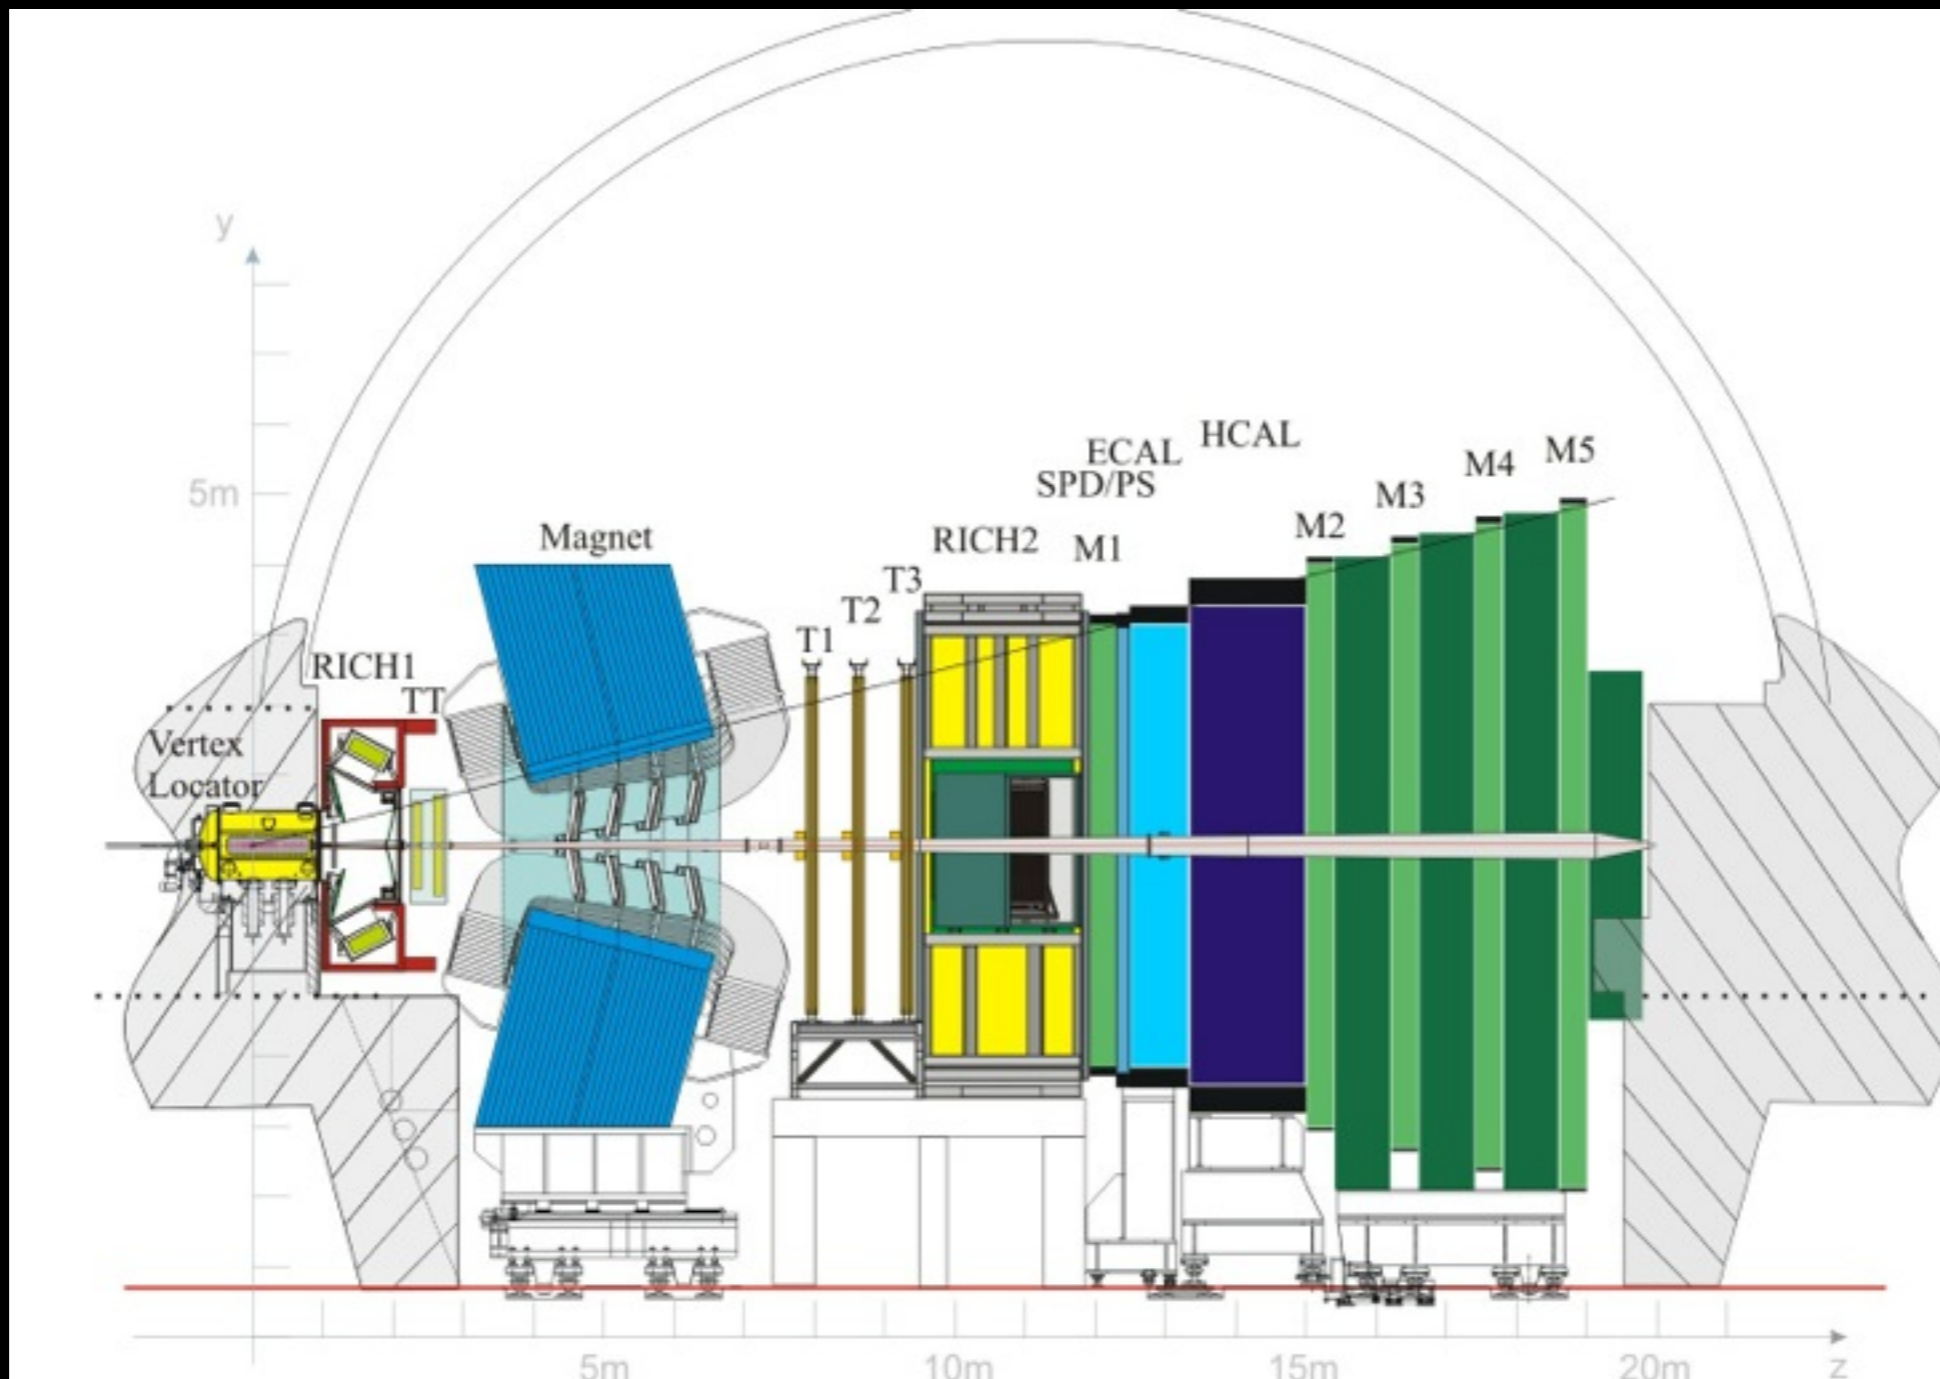 y
5m
HCAL
ECAL
SPD/PS
M5
M4
M3
M2
M1
RICH2
Magnet
T3
T2
T1
RICH1
TT
Vertex
Locator
5m
10m
15m
20m
z